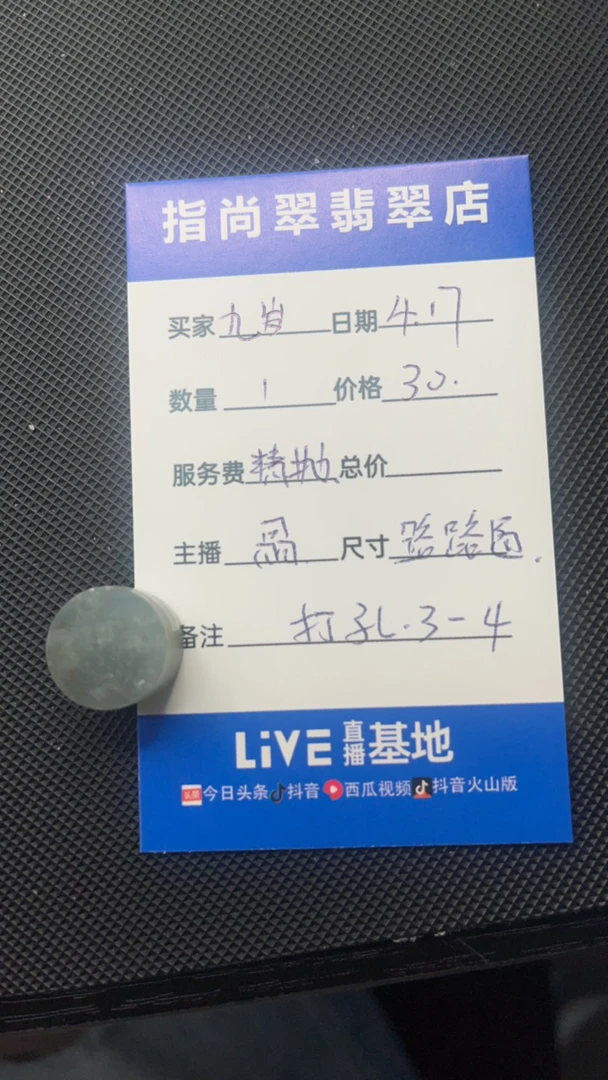 指尚翠翡翠店
买家 九岁 日期 4.17
数量 1 价格 30.
服务费 精抛 总价
主播 尺寸 路路通.
备注 打孔.3-4
LiVE 直播 基地
头条 今日头条 抖音 西瓜视频 抖音火山版